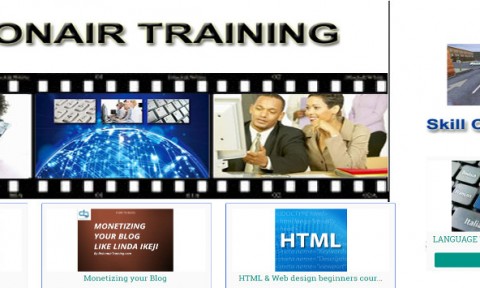 ONAIR TRAINING
Skill G
MONETIZING
YOUR BLOG
LIKE LINDA IKEJI
HTML
Itali
LANGUAGE
Monetizing your Blog
HTML & Web design beginners cour...